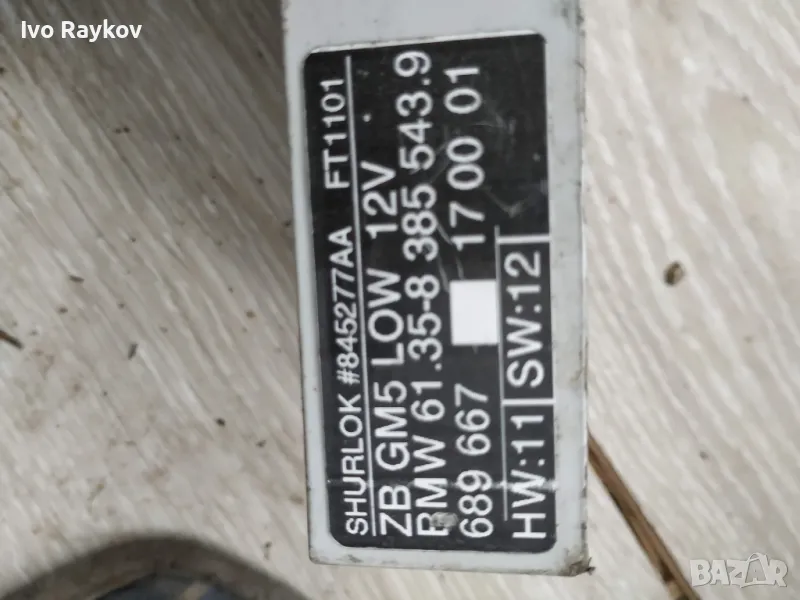 Ivo Raykov
SHURLOK #845277AA FT1101
ZB GM5 LOW 12V
BMW 61.35-8 385 543.9
689 667 17 00 01
HW:11 SW:12
BAZAR